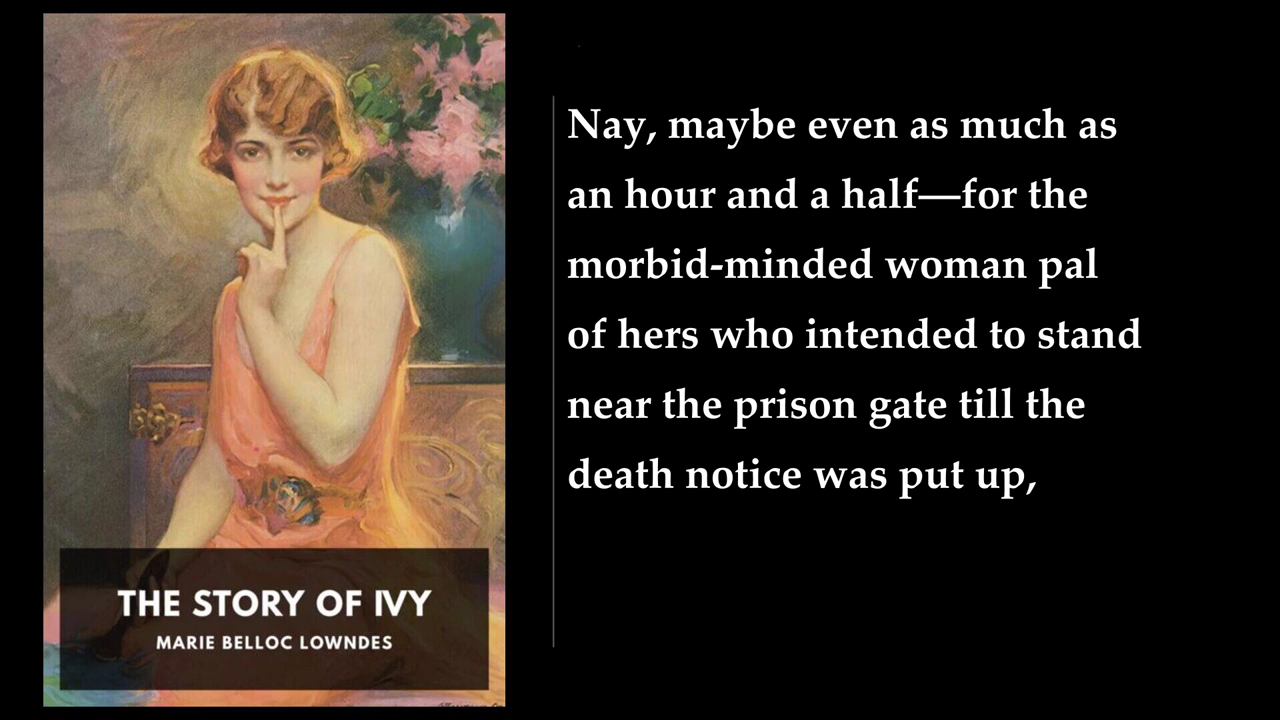 Nay, maybe even as much as
an hour and a half—for the
morbid-minded woman pal
of hers who intended to stand
near the prison gate till the
death notice was put up,
THE STORY OF IVY
MARIE BELLOC LOWNDES